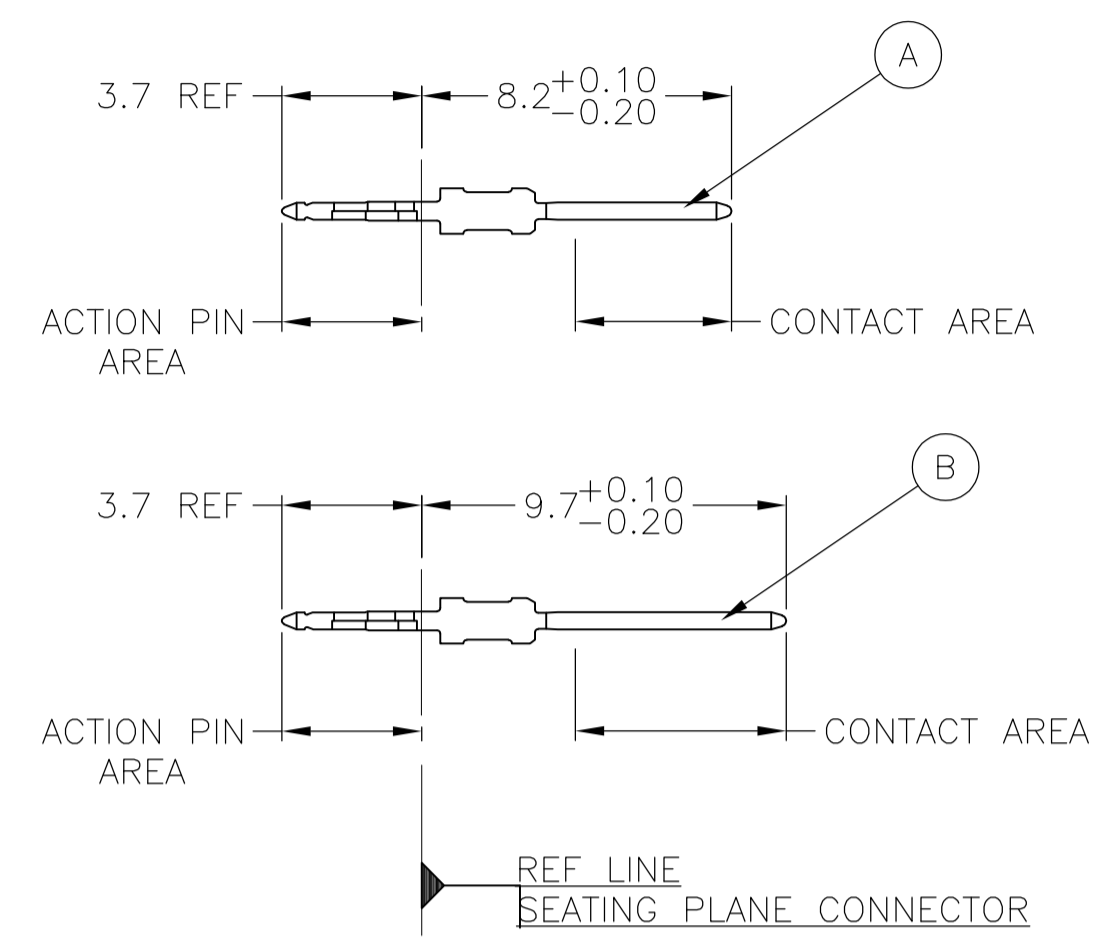 A
3.7 REF
8.2 +0.10
-0.20
ACTION PIN
AREA
CONTACT AREA
B
3.7 REF
9.7 +0.10
-0.20
ACTION PIN
AREA
CONTACT AREA
REF LINE
SEATING PLANE CONNECTOR